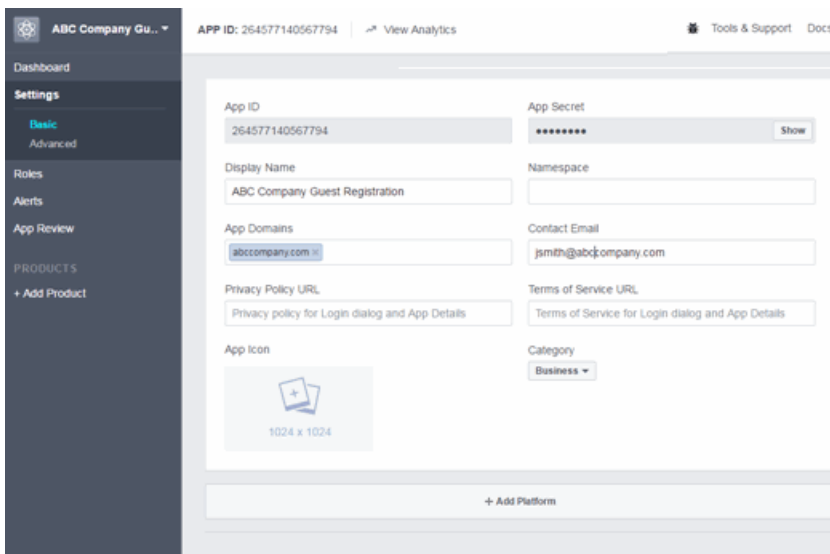 ABC Company Gu..
APP ID: 264577140567794
View Analytics
Tools & Support
Docs
Dashboard
Settings
Basic
Advanced
Roles
Alerts
App Review
PRODUCTS
+ Add Product
App ID
App Secret
264577140567794
••••••••
Show
Display Name
Namespace
ABC Company Guest Registration
App Domains
Contact Email
abccompany.com ×
jsmith@abccompany.com
Privacy Policy URL
Terms of Service URL
Privacy policy for Login dialog and App Details
Terms of Service for Login dialog and App Details
App Icon
Category
Business
1024 x 1024
+ Add Platform